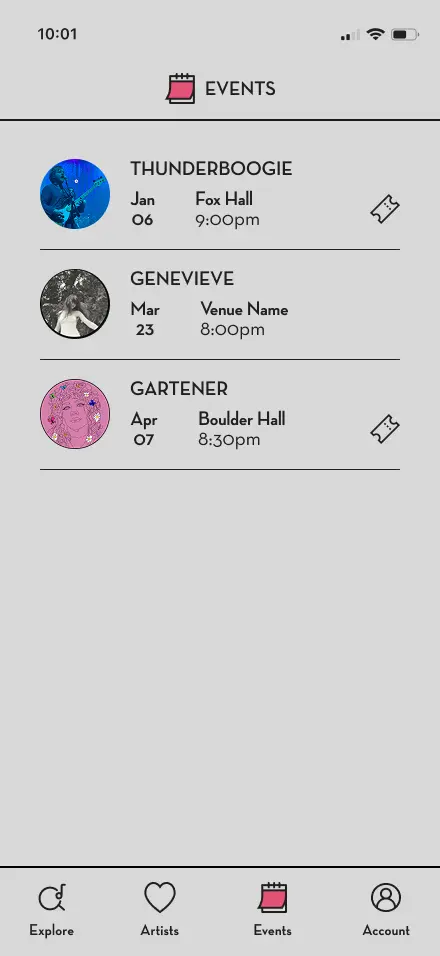 10:01
EVENTS
THUNDERBOOGIE
Jan Fox Hall
06 9:00pm
GENEVIEVE
Mar Venue Name
23 8:00pm
GARTENER
Apr Boulder Hall
07 8:30pm
Explore Artists Events Account